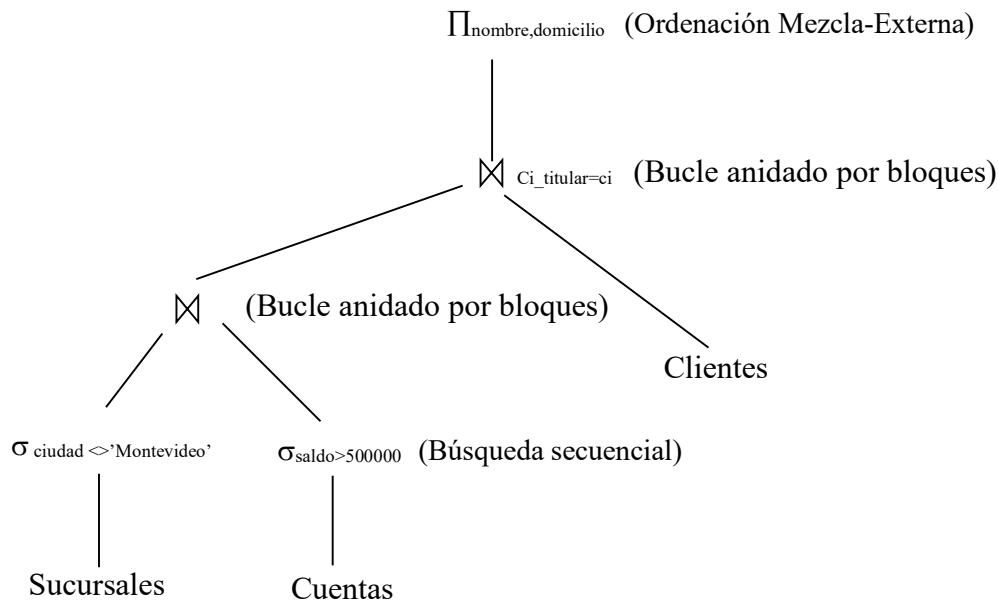 ∏nombre,domicilio (Ordenación Mezcla-Externa)
⋈ Ci_titular=ci (Bucle anidado por bloques)
⋈ (Bucle anidado por bloques)
Clientes
σ ciudad <>’Montevideo’
σsaldo>500000 (Búsqueda secuencial)
Sucursales
Cuentas